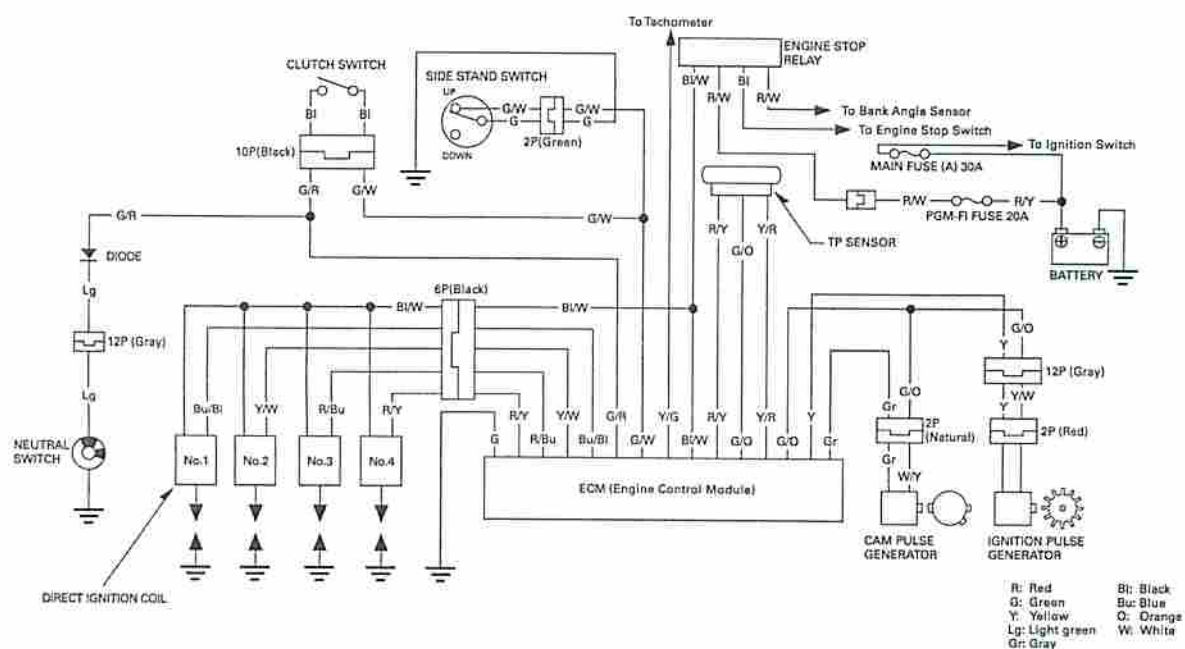 To Tachometer
ENGINE STOP
RELAY
CLUTCH SWITCH
SIDE STAND SWITCH
UP
DOWN
Bl/W
R/W
Bl
R/W
To Bank Angle Sensor
To Engine Stop Switch
To Ignition Switch
MAIN FUSE (A) 30A
Bl
Bl
G/W
G/W
G
G
2P(Green)
10P(Black)
G/R
G/W
R/W
R/Y
PGM-FI FUSE 20A
G/R
G/W
R/Y
G/O
Y/R
TP SENSOR
BATTERY
DIODE
Lg
6P(Black)
Bl/W
Bl/W
12P (Gray)
Y
G/O
12P (Gray)
Lg
Bu/Bl
Y/W
R/Bu
R/Y
G
R/Y
R/Bu
Y/W
Bu/Bl
G/R
G/W
Y/G
Bl/W
R/Y
G/O
Y/R
G/O
Y
Gr
Gr
G/O
Y
Y/W
2P
(Natural)
2P (Red)
Gr
W/Y
NEUTRAL
SWITCH
No.1
No.2
No.3
No.4
ECM (Engine Control Module)
CAM PULSE
GENERATOR
IGNITION PULSE
GENERATOR
DIRECT IGNITION COIL
R: Red
Bl: Black
G: Green
Bu: Blue
Y: Yellow
O: Orange
Lg: Light green
W: White
Gr: Gray